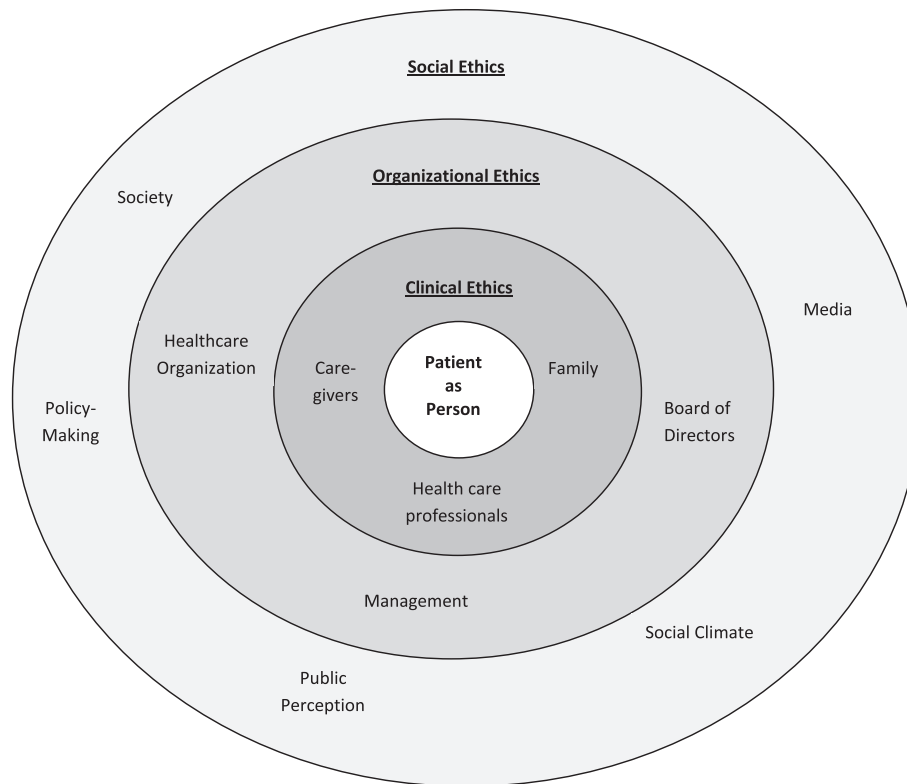 Social Ethics
Society
Organizational Ethics
Clinical Ethics
Media
Healthcare
Organization
Care-
givers
Patient
as
Person
Family
Policy-
Making
Board of
Directors
Health care
professionals
Management
Social Climate
Public
Perception